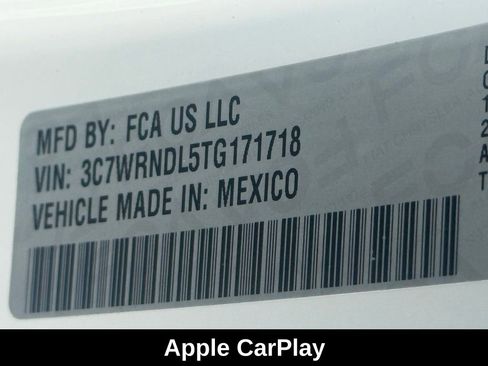 MFD BY: FCA US LLC
VIN: 3C7WRNDL5TG171718
VEHICLE MADE IN: MEXICO
Apple CarPlay